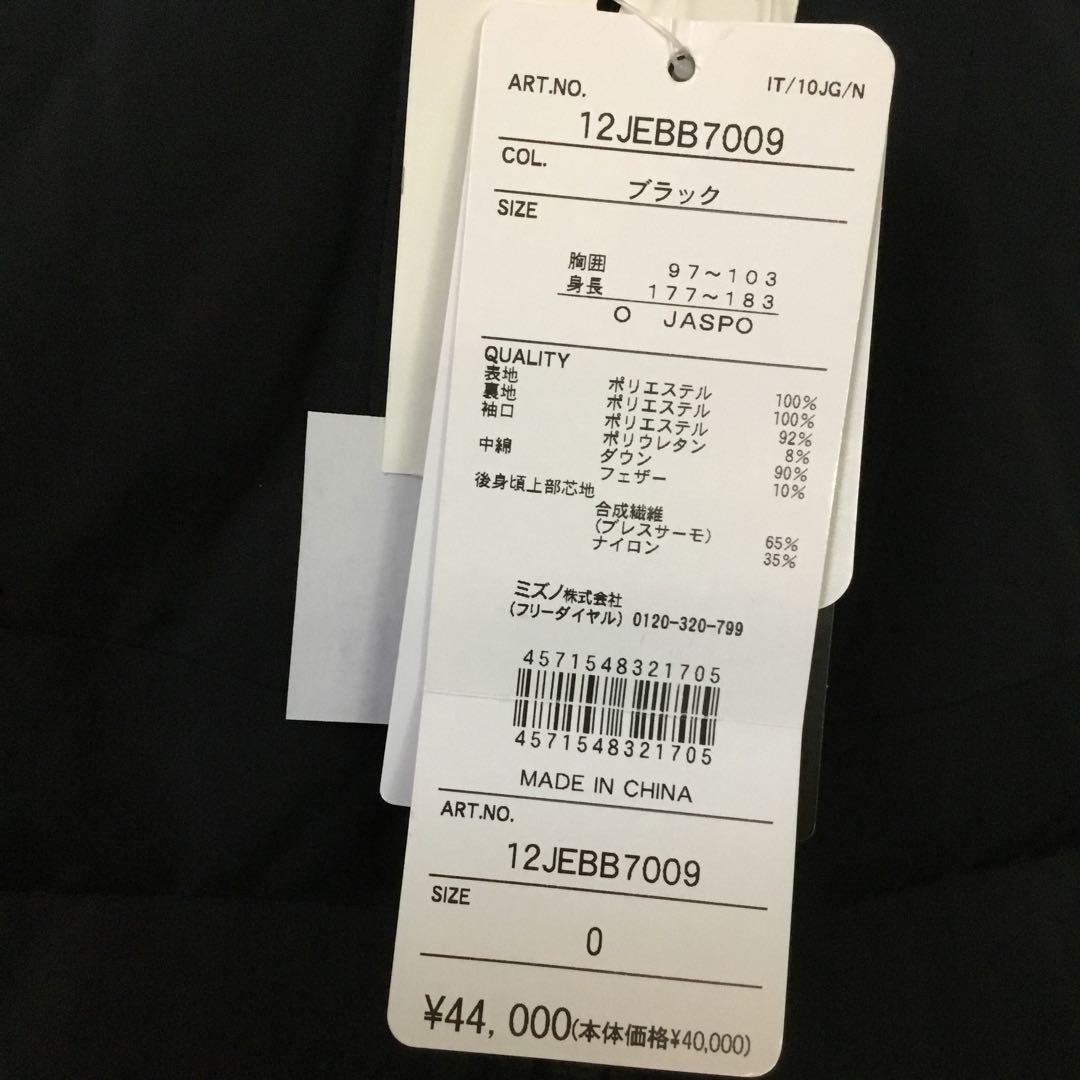 ART.NO. IT/10JG/N
12JEBB7009
COL.
ブラック
SIZE
胸囲 97～103
身長 177～183
O JASPO
QUALITY
表地 ポリエステル 100%
裏地 ポリエステル 100%
袖口 ポリエステル 92%
ポリウレタン 8%
中綿 ダウン 90%
フェザー 10%
後身頃上部芯地
合成繊維
(ブレスサーモ) 65%
ナイロン 35%
ミズノ株式会社
(フリーダイヤル) 0120-320-799
4571548321705
4571548321705
MADE IN CHINA
ART.NO.
12JEBB7009
SIZE
O
¥44,000(本体価格¥40,000)